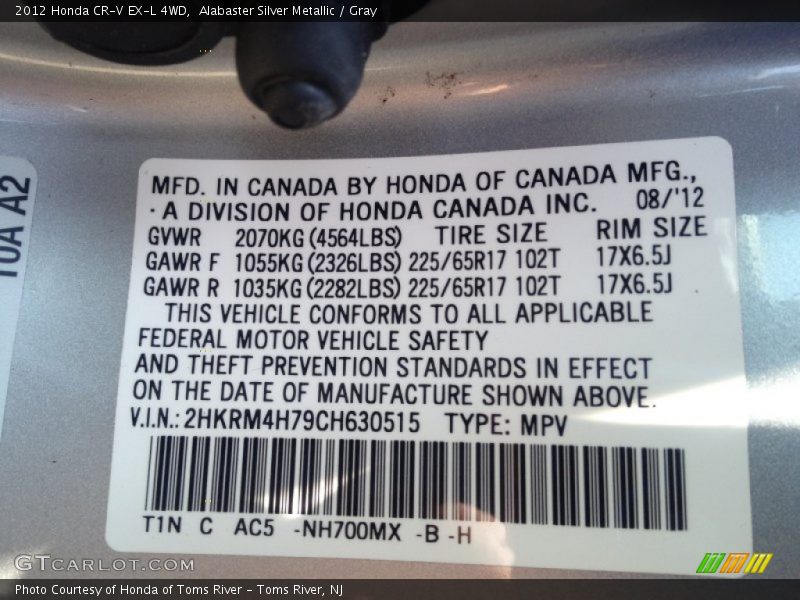 2012 Honda CR-V EX-L 4WD, Alabaster Silver Metallic / Gray
10A A2
MFD. IN CANADA BY HONDA OF CANADA MFG.,
·A DIVISION OF HONDA CANADA INC. 08/'12
GVWR 2070KG(4564LBS) TIRE SIZE RIM SIZE
GAWR F 1055KG(2326LBS) 225/65R17 102T 17X6.5J
GAWR R 1035KG(2282LBS) 225/65R17 102T 17X6.5J
THIS VEHICLE CONFORMS TO ALL APPLICABLE
FEDERAL MOTOR VEHICLE SAFETY
AND THEFT PREVENTION STANDARDS IN EFFECT
ON THE DATE OF MANUFACTURE SHOWN ABOVE.
V.I.N.: 2HKRM4H79CH630515 TYPE: MPV
T1N C AC5 -NH700MX -B -H
GTCARLOT.COM
Photo Courtesy of Honda of Toms River - Toms River, NJ